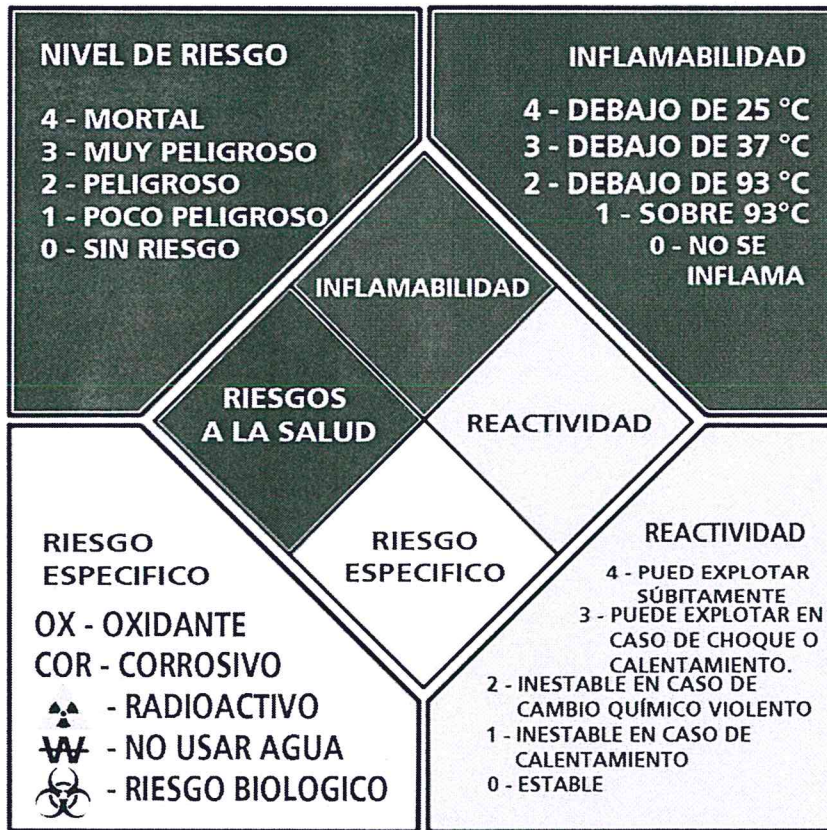 NIVEL DE RIESGO
4 - MORTAL
3 - MUY PELIGROSO
2 - PELIGROSO
1 - POCO PELIGROSO
0 - SIN RIESGO
INFLAMABILIDAD
4 - DEBAJO DE 25 °C
3 - DEBAJO DE 37 °C
2 - DEBAJO DE 93 °C
1 - SOBRE 93°C
0 - NO SE
INFLAMA
INFLAMABILIDAD
RIESGOS
A LA SALUD
REACTIVIDAD
RIESGO
ESPECIFICO
RIESGO
ESPECIFICO
OX - OXIDANTE
COR - CORROSIVO
- RADIOACTIVO
W - NO USAR AGUA
- RIESGO BIOLOGICO
REACTIVIDAD
4 - PUED EXPLOTAR
SÚBITAMENTE
3 - PUEDE EXPLOTAR EN
CASO DE CHOQUE O
CALENTAMIENTO.
2 - INESTABLE EN CASO DE
CAMBIO QUÍMICO VIOLENTO
1 - INESTABLE EN CASO DE
CALENTAMIENTO
0 - ESTABLE